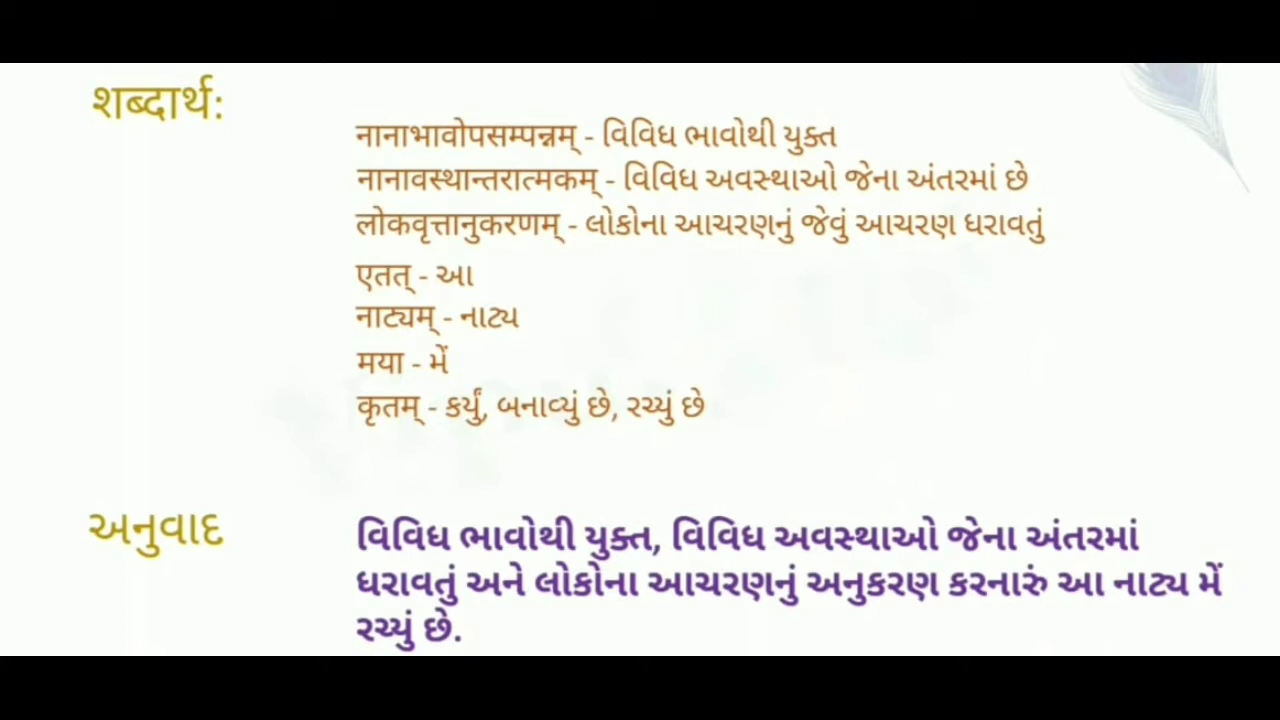 શબ્દાર્થ:
नानाभावोपसम्पन्नम् - વિવિધ ભાવોથી યુક્ત
नानावस्थान्तरात्मकम् - વિવિધ અવસ્થાઓ જેના અંતરમાં છે
लोकवृत्तानुकरणम् - લોકોના આચરણનું જેવું આચરણ ધરાવતું
एतत् - આ
नाट्यम् - નાટ્ય
मया - મેં
कृतम् - કર્યું, બનાવ્યું છે, રચ્યું છે
અનુવાદ
વિવિધ ભાવોથી યુક્ત, વિવિધ અવસ્થાઓ જેના અંતરમાં
ધરાવતું અને લોકોના આચરણનું અનુકરણ કરનારું આ નાટ્ય મેં
રચ્યું છે.